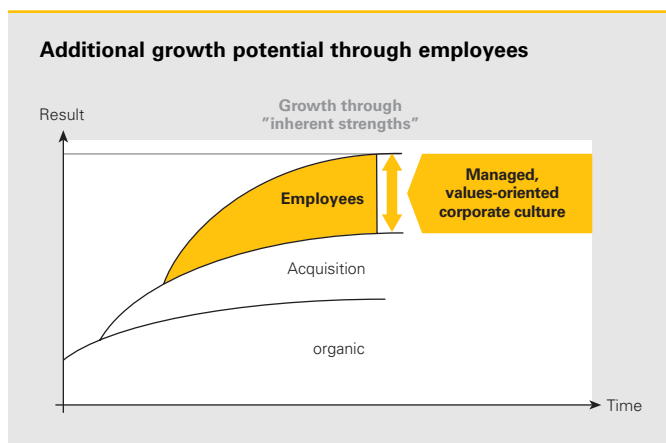 Additional growth potential through employees
Growth through
"inherent strengths"
Result
Employees
Managed,
values-oriented
corporate culture
Acquisition
organic
Time